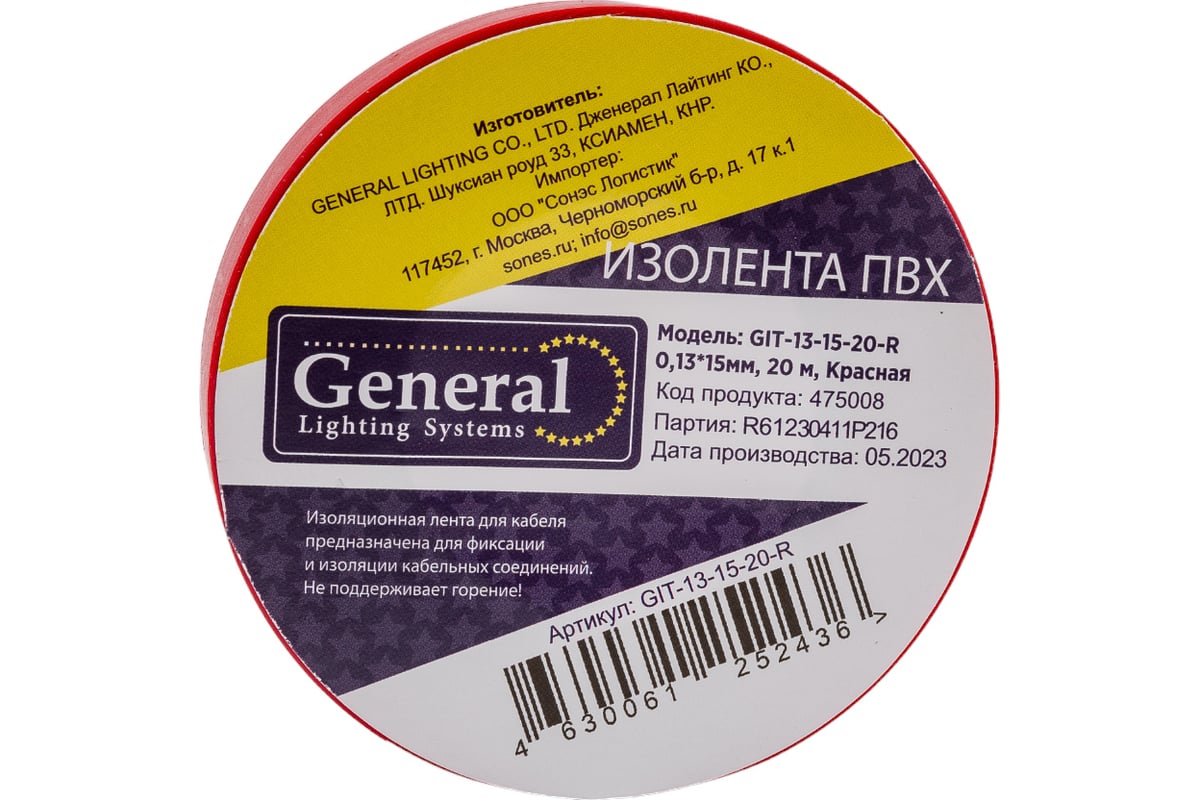 Изготовитель:
GENERAL LIGHTING CO., LTD. Дженерал Лайтинг КО.,
ЛТД. Шуксиан роуд 33, КСИАМЕН, КНР.
Импортер:
ООО "Сонэс Логистик"
117452, г. Москва, Черноморский б-р, д. 17 к.1
sones.ru; info@sones.ru
ИЗОЛЕНТА ПВХ
General
Lighting Systems
Модель: GIT-13-15-20-R
0,13*15мм, 20 м, Красная
Код продукта: 475008
Партия: R61230411P216
Дата производства: 05.2023
Изоляционная лента для кабеля
предназначена для фиксации
и изоляции кабельных соединений.
Не поддерживает горение!
Артикул: GIT-13-15-20-R
4 630061 252436 >